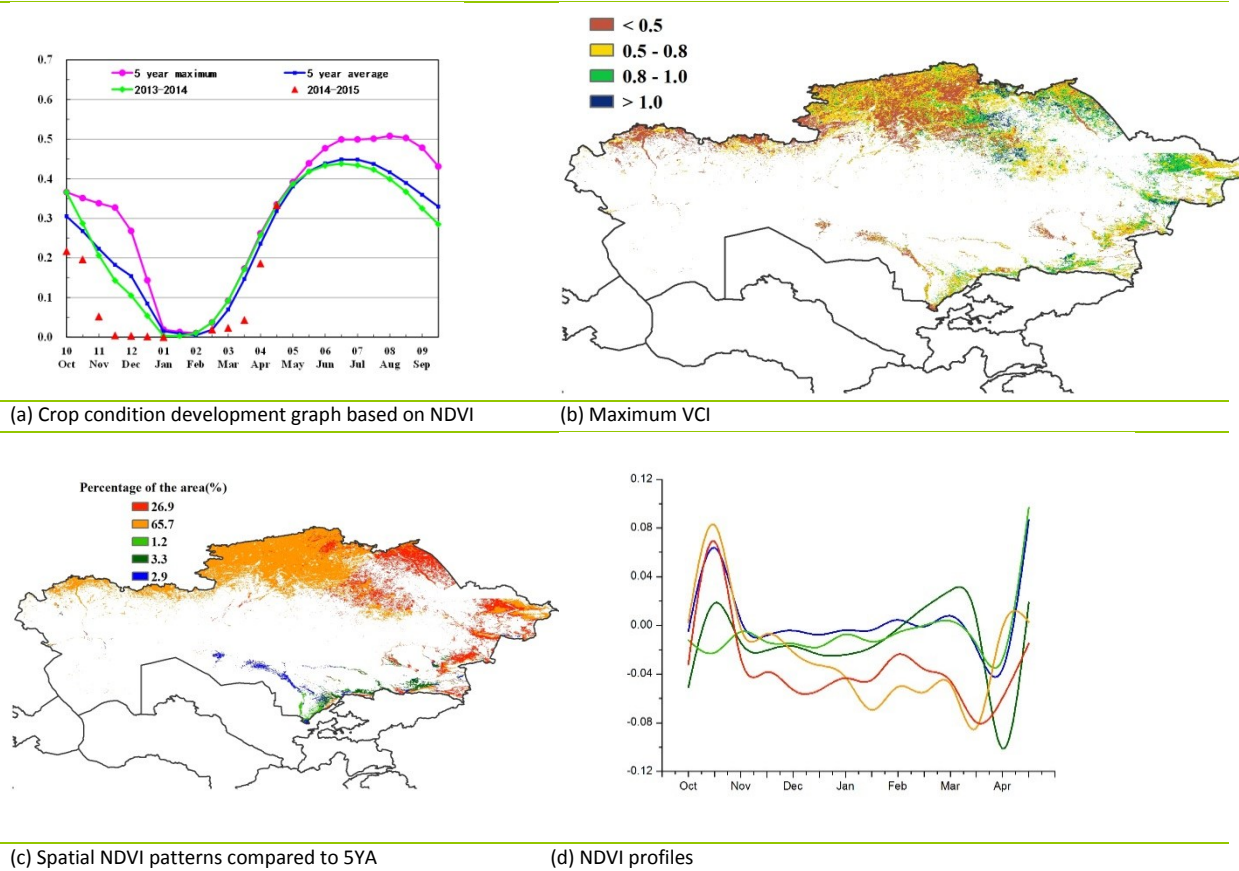 0.7
0.6
0.5
0.4
0.3
0.2
0.1
0.0
5 year maximum
5 year average
2013-2014
2014-2015
10 11 12 01 02 03 04 05 06 07 08 09
Oct Nov Dec Jan Feb Mar Apr May Jun Jul Aug Sep
< 0.5
0.5 - 0.8
0.8 - 1.0
> 1.0
(a) Crop condition development graph based on NDVI
(b) Maximum VCI
Percentage of the area(%)
26.9
65.7
1.2
3.3
2.9
0.12
0.08
0.04
0.00
-0.04
-0.08
-0.12
Oct Nov Dec Jan Feb Mar Apr
(c) Spatial NDVI patterns compared to 5YA
(d) NDVI profiles